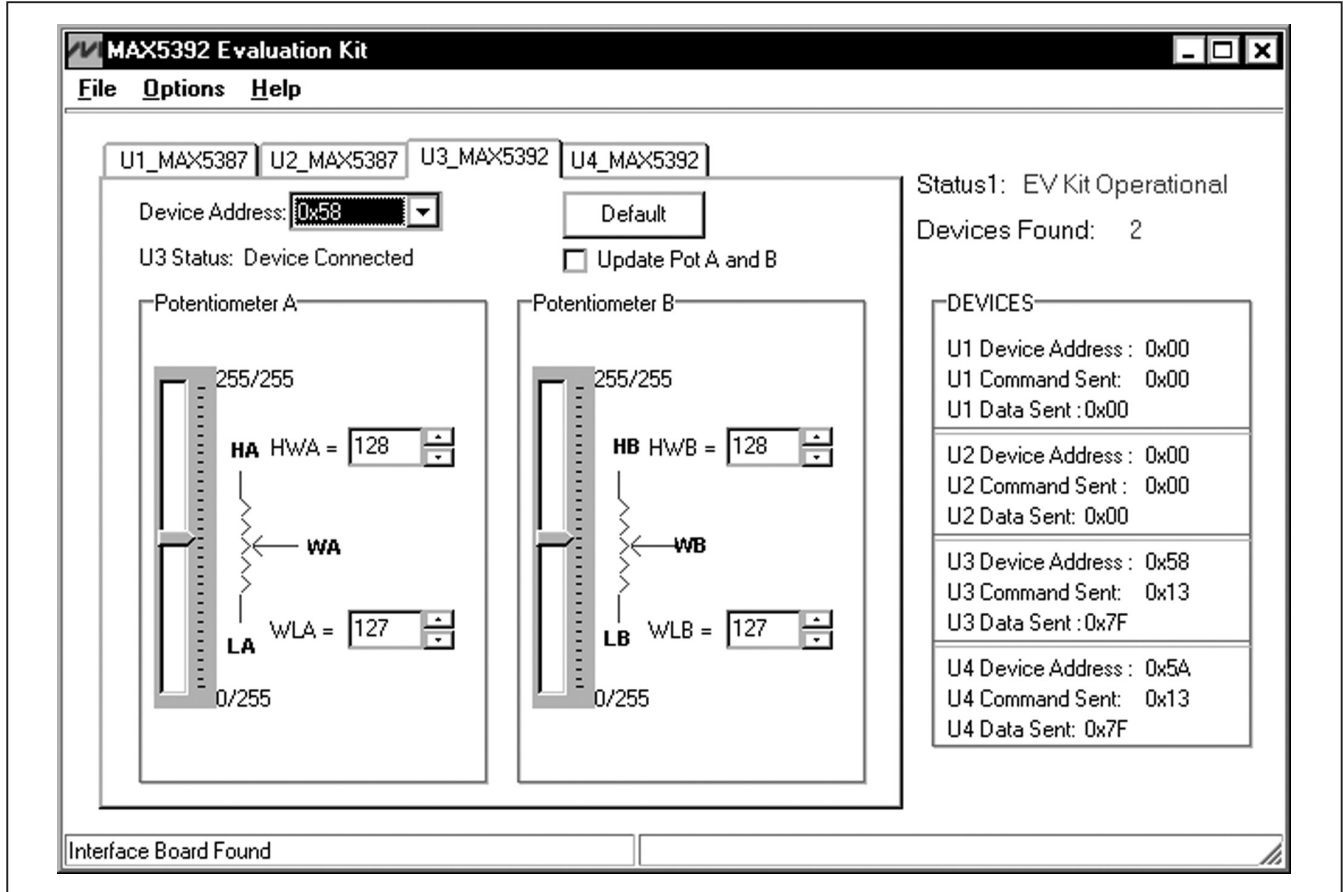 MAX5392 Evaluation Kit
File Options Help
U1_MAX5387 U2_MAX5387 U3_MAX5392 U4_MAX5392
Device Address: 0x58
Default
U3 Status: Device Connected
Update Pot A and B
Status1: EV Kit Operational
Devices Found: 2
Potentiometer A
255/255
HA HWA = 128
WA
LA WLA = 127
0/255
Potentiometer B
255/255
HB HWB = 128
WB
LB WLB = 127
0/255
DEVICES
U1 Device Address : 0x00
U1 Command Sent: 0x00
U1 Data Sent : 0x00
U2 Device Address : 0x00
U2 Command Sent : 0x00
U2 Data Sent: 0x00
U3 Device Address : 0x58
U3 Command Sent: 0x13
U3 Data Sent : 0x7F
U4 Device Address : 0x5A
U4 Command Sent: 0x13
U4 Data Sent: 0x7F
Interface Board Found